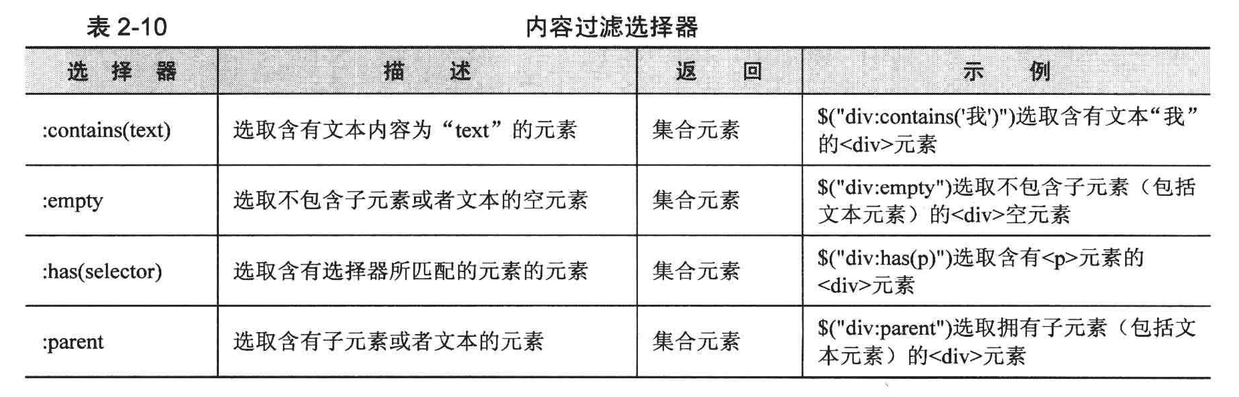 表 2-10 内容过滤选择器
选 择 器 描 述 返 回 示 例
:contains(text) 选取含有文本内容为“text”的元素 集合元素 $("div:contains('我')")选取含有文本“我”
的<div>元素
:empty 选取不包含子元素或者文本的空元素 集合元素 $("div:empty")选取不包含子元素（包括
文本元素）的<div>空元素
:has(selector) 选取含有选择器所匹配的元素的元素 集合元素 $("div:has(p)")选取含有<p>元素的
<div>元素
:parent 选取含有子元素或者文本的元素 集合元素 $("div:parent")选取拥有子元素（包括文
本元素）的<div>元素